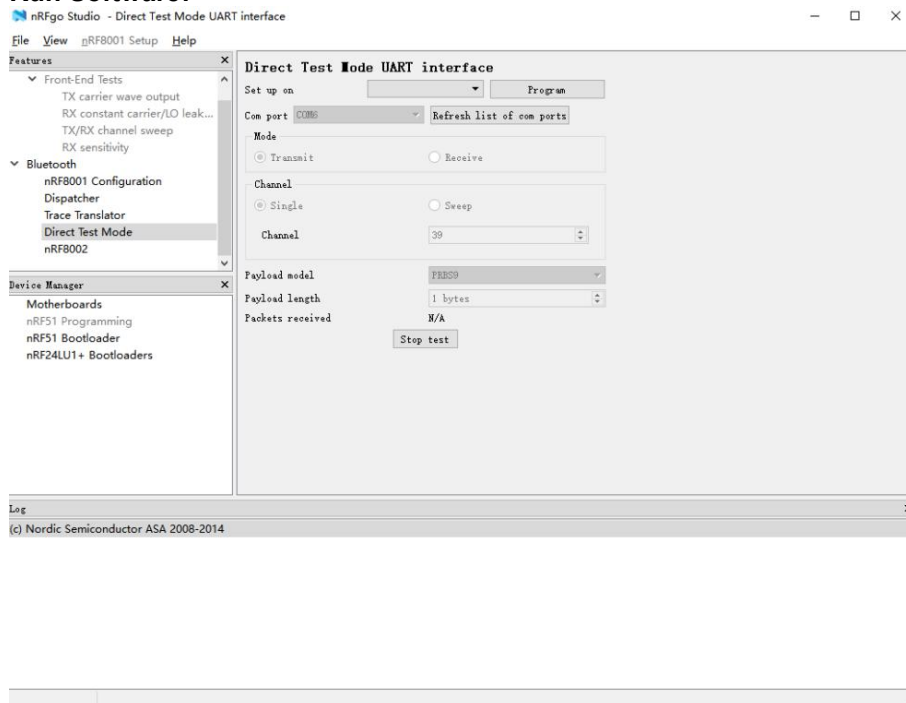 Run Software:
nRFgo Studio - Direct Test Mode UART interface
File View nRF8001 Setup Help
Features
Front-End Tests
TX carrier wave output
RX constant carrier/LO leak...
TX/RX channel sweep
RX sensitivity
Bluetooth
nRF8001 Configuration
Dispatcher
Trace Translator
Direct Test Mode
nRF8002
Device Manager
Motherboards
nRF51 Programming
nRF51 Bootloader
nRF24LU1+ Bootloaders
Direct Test Mode UART interface
Set up on Program
Com port COM6 Refresh list of com ports
Mode
Transmit Receive
Channel
Single Sweep
Channel 39
Payload model PRBS9
Payload length 1 bytes
Packets received N/A
Stop test
Log
(c) Nordic Semiconductor ASA 2008-2014